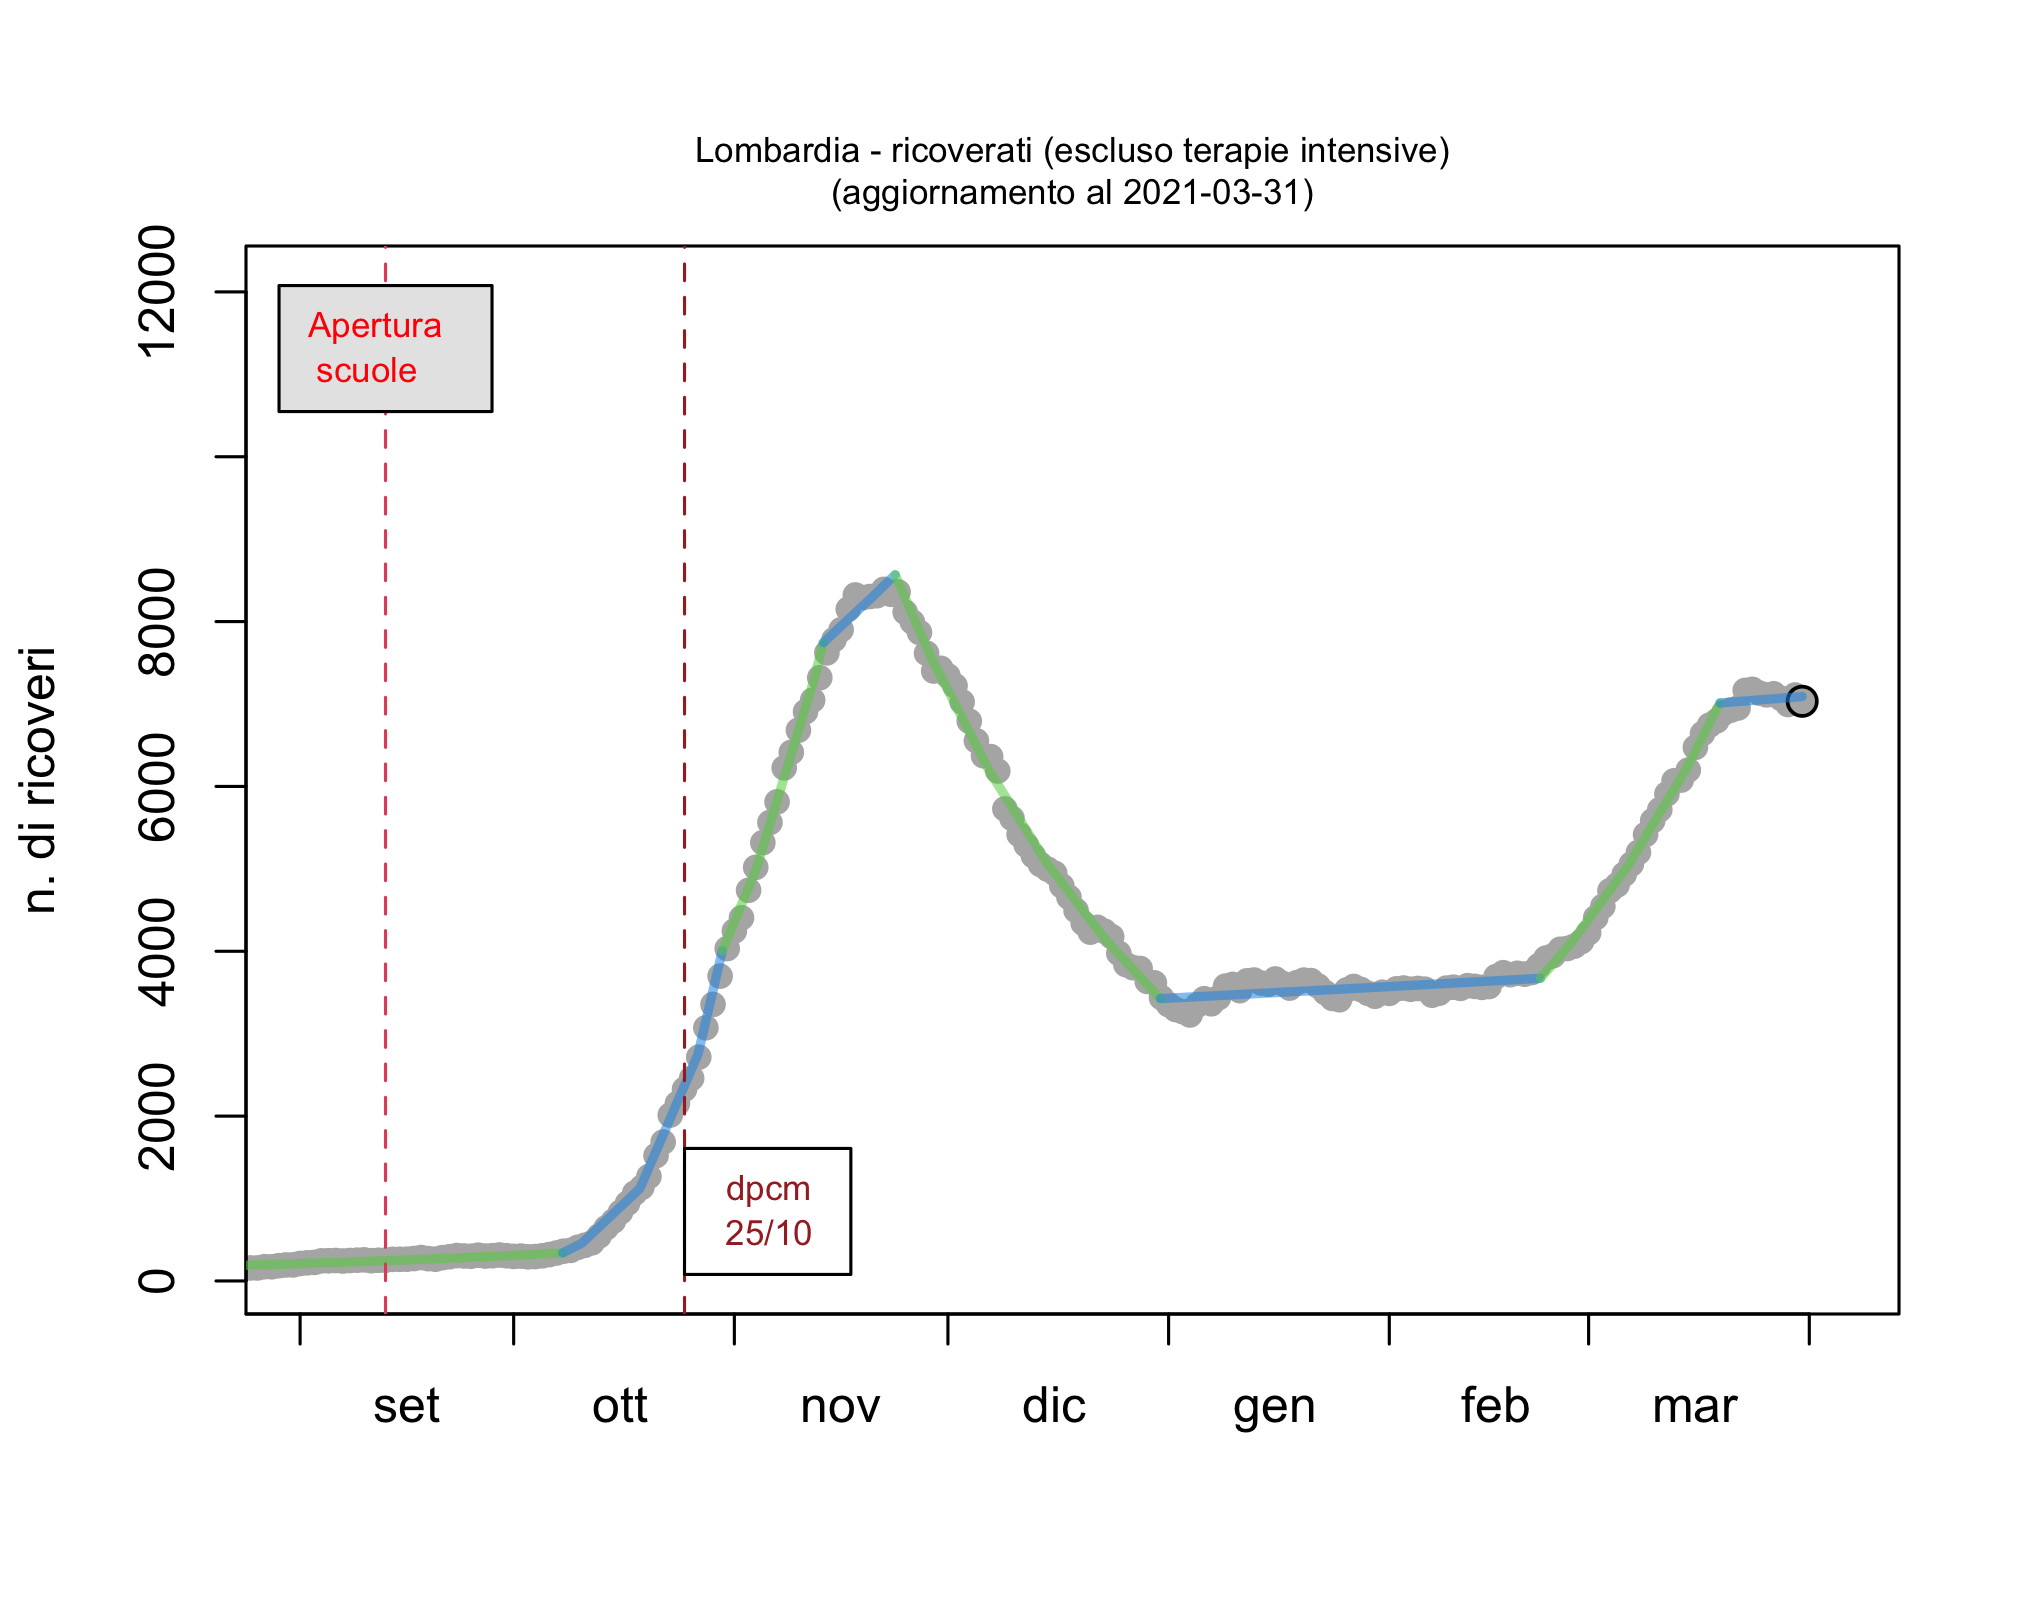 Lombardia - ricoverati (escluso terapie intensive)
(aggiornamento al 2021-03-31)
12000
8000
6000
4000
2000
0
n. di ricoveri
Apertura
scuole
dpcm
25/10
set
ott
nov
dic
gen
feb
mar